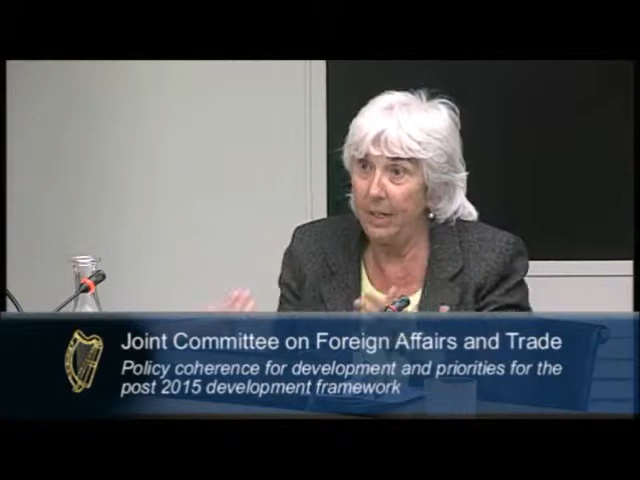 Joint Committee on Foreign Affairs and Trade
Policy coherence for development and priorities for the
post 2015 development framework